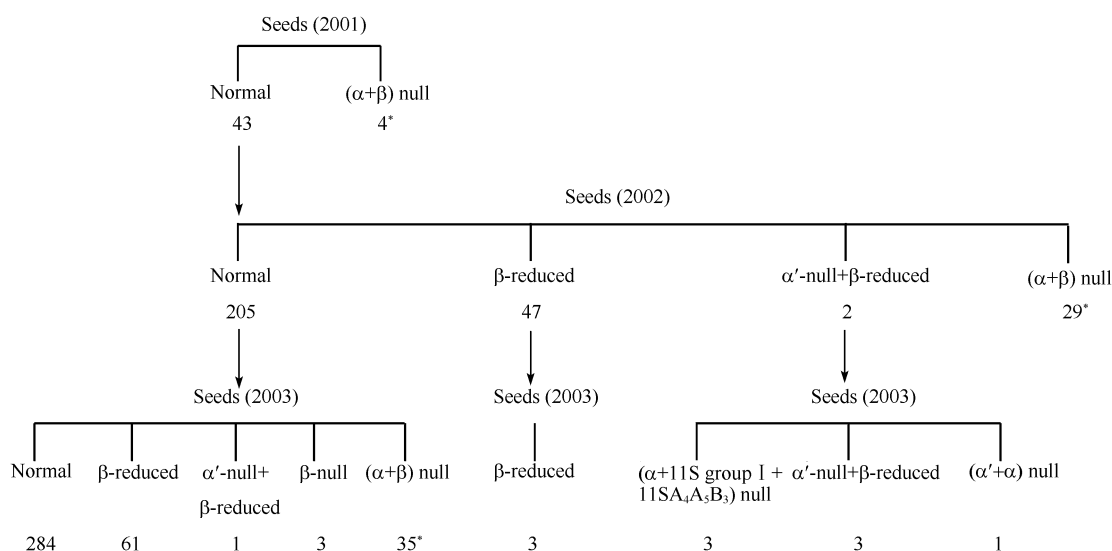 Seeds (2001)
Normal (α+β) null
43 4*
Seeds (2002)
Normal β-reduced α′-null+β-reduced (α+β) null
205 47 2 29*
Seeds (2003) Seeds (2003) Seeds (2003)
Normal β-reduced α′-null+ β-null (α+β) null β-reduced (α+11S group I + α′-null+β-reduced (α′+α) null
β-reduced 11SA₄A₅B₃) null
284 61 1 3 35* 3 3 3 1